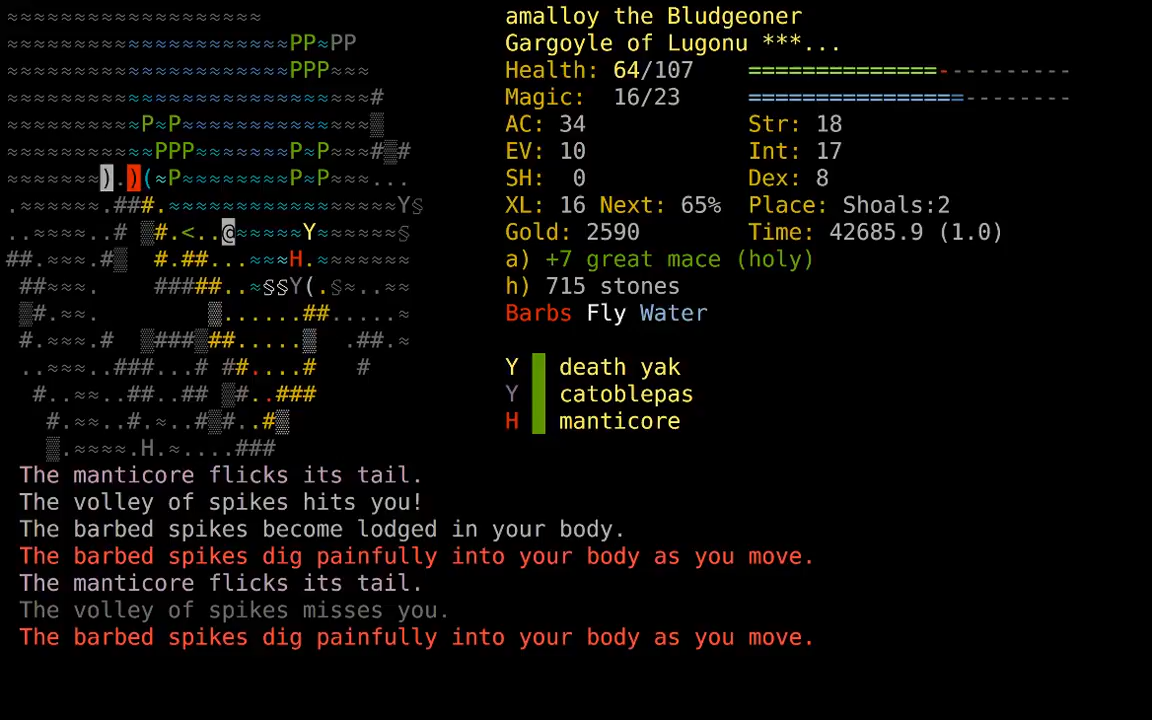 ≈≈≈≈≈≈≈≈≈≈≈≈≈≈≈≈≈≈≈ amalloy the Bludgeoner
≈≈≈≈≈≈≈≈≈≈≈≈≈≈≈≈≈≈≈≈≈PP≈PP Gargoyle of Lugonu ***...
≈≈≈≈≈≈≈≈≈≈≈≈≈≈≈≈≈≈≈≈≈PPP≈≈≈ Health: 64/107 ==============----------
≈≈≈≈≈≈≈≈≈≈≈≈≈≈≈≈≈≈≈≈≈≈≈≈≈≈≈# Magic: 16/23 ================--------
≈≈≈≈≈≈≈≈≈≈P≈P≈≈≈≈≈≈≈≈≈≈≈≈≈≈▒ AC: 34 Str: 18
≈≈≈≈≈≈≈≈≈≈≈PPP≈≈≈≈≈≈≈P≈P≈≈≈#▒# EV: 10 Int: 17
≈≈≈≈≈≈≈).)(≈P≈≈≈≈≈≈≈≈P≈P≈≈≈... SH: 0 Dex: 8
.≈≈≈≈≈≈.###.≈≈≈≈≈≈≈≈≈≈≈≈≈≈≈≈≈Y§ XL: 16 Next: 65% Place: Shoals:2
..≈≈≈≈..# ▒#.<..@≈≈≈≈≈Y≈≈≈≈≈≈§ Gold: 2590 Time: 42685.9 (1.0)
##.≈≈≈.#▒ #.##...≈≈≈H.≈≈≈≈≈≈≈ a) +7 great mace (holy)
##≈≈≈. #####..≈§§Y(.§≈..≈≈ h) 715 stones
▒#.≈≈. ▒......##.....≈ Barbs Fly Water
#.≈≈≈.# ▒###▒##.....▒ .##.≈
..≈≈≈..###...# ##....# # Y death yak
#..≈≈..##..## ▒#..### Y catoblepas
#.≈≈..#.≈..#▒#..#▒ H manticore
▒.≈≈≈≈.H.≈....###
The manticore flicks its tail.
The volley of spikes hits you!
The barbed spikes become lodged in your body.
The barbed spikes dig painfully into your body as you move.
The manticore flicks its tail.
The volley of spikes misses you.
The barbed spikes dig painfully into your body as you move.